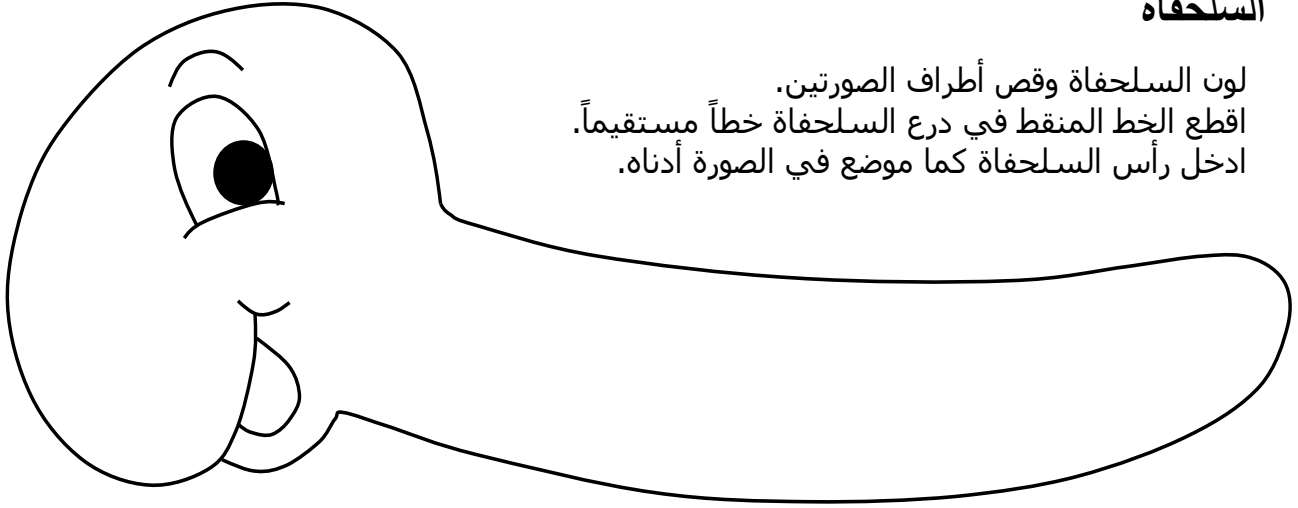 السلحفاة
لون السلحفاة وقص أطراف الصورتين.
اقطع الخط المنقط في درع السلحفاة خطاً مستقيماً.
ادخل رأس السلحفاة كما موضع في الصورة أدناه.